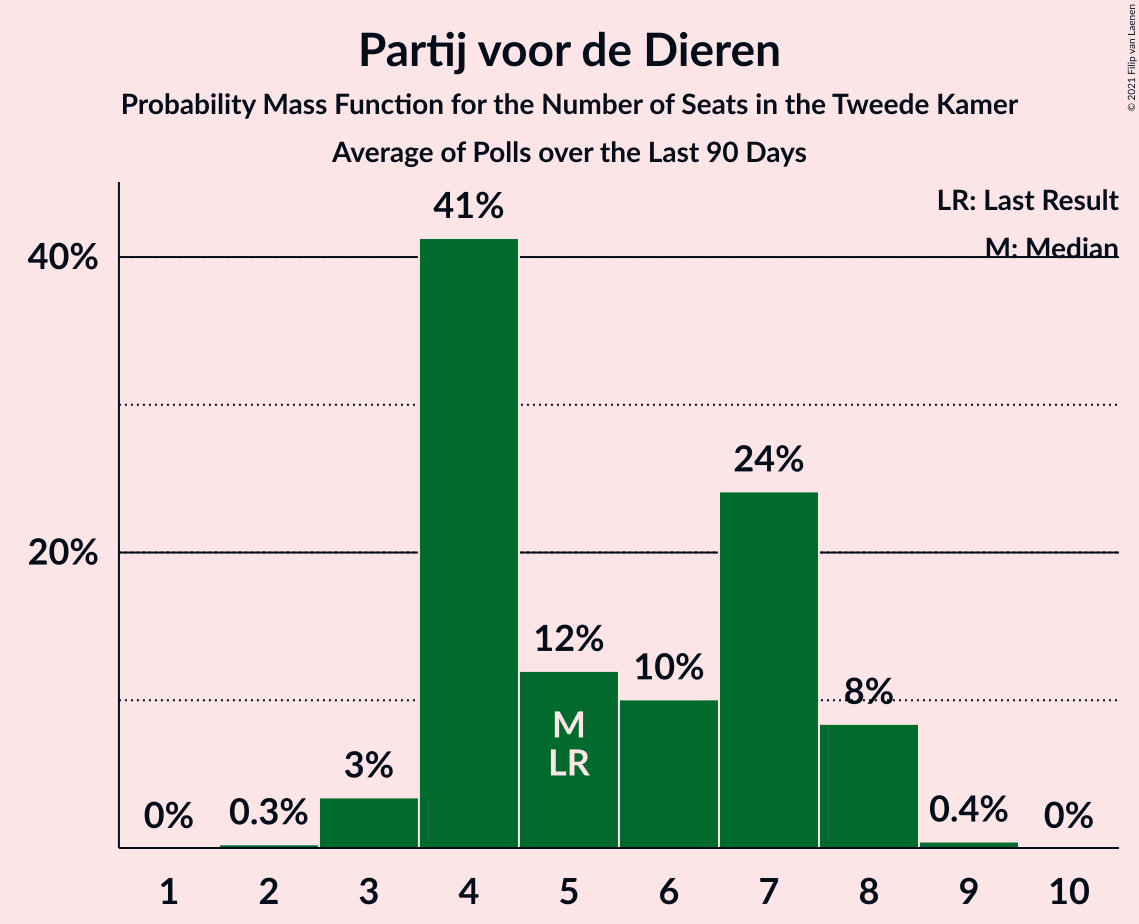 Partij voor de Dieren
Probability Mass Function for the Number of Seats in the Tweede Kamer
Average of Polls over the Last 90 Days
© 2021 Filip van Laenen
LR: Last Result
M: Median
41%
40%
24%
20%
12%
10%
8%
M
LR
3%
0%
0.3%
0.4%
0%
1 2 3 4 5 6 7 8 9 10